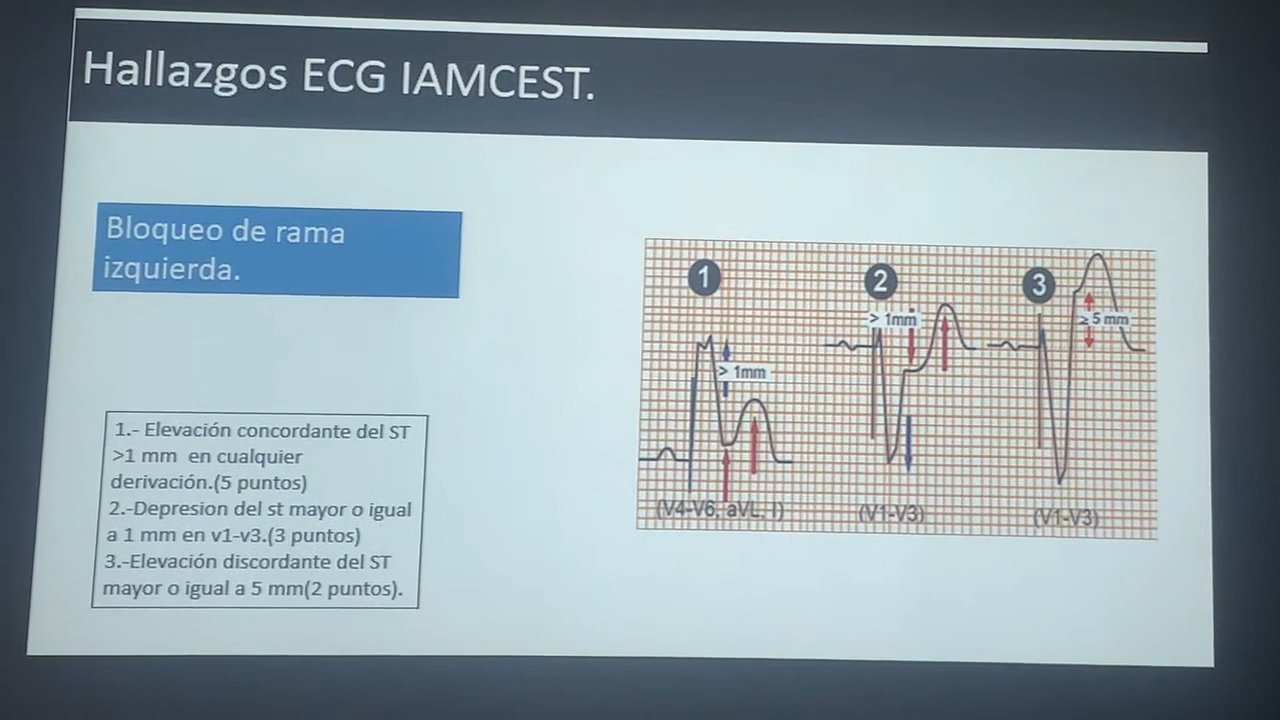 Hallazgos ECG IAMCEST.
Bloqueo de rama
izquierda.
1.- Elevación concordante del ST
>1 mm en cualquier
derivación.(5 puntos)
2.-Depresion del st mayor o igual
a 1 mm en v1-v3.(3 puntos)
3.-Elevación discordante del ST
mayor o igual a 5 mm(2 puntos).
1
2
3
> 1mm
> 1mm
≥ 5 mm
(V4-V6, aVL, I)
(V1-V3)
(V1-V3)